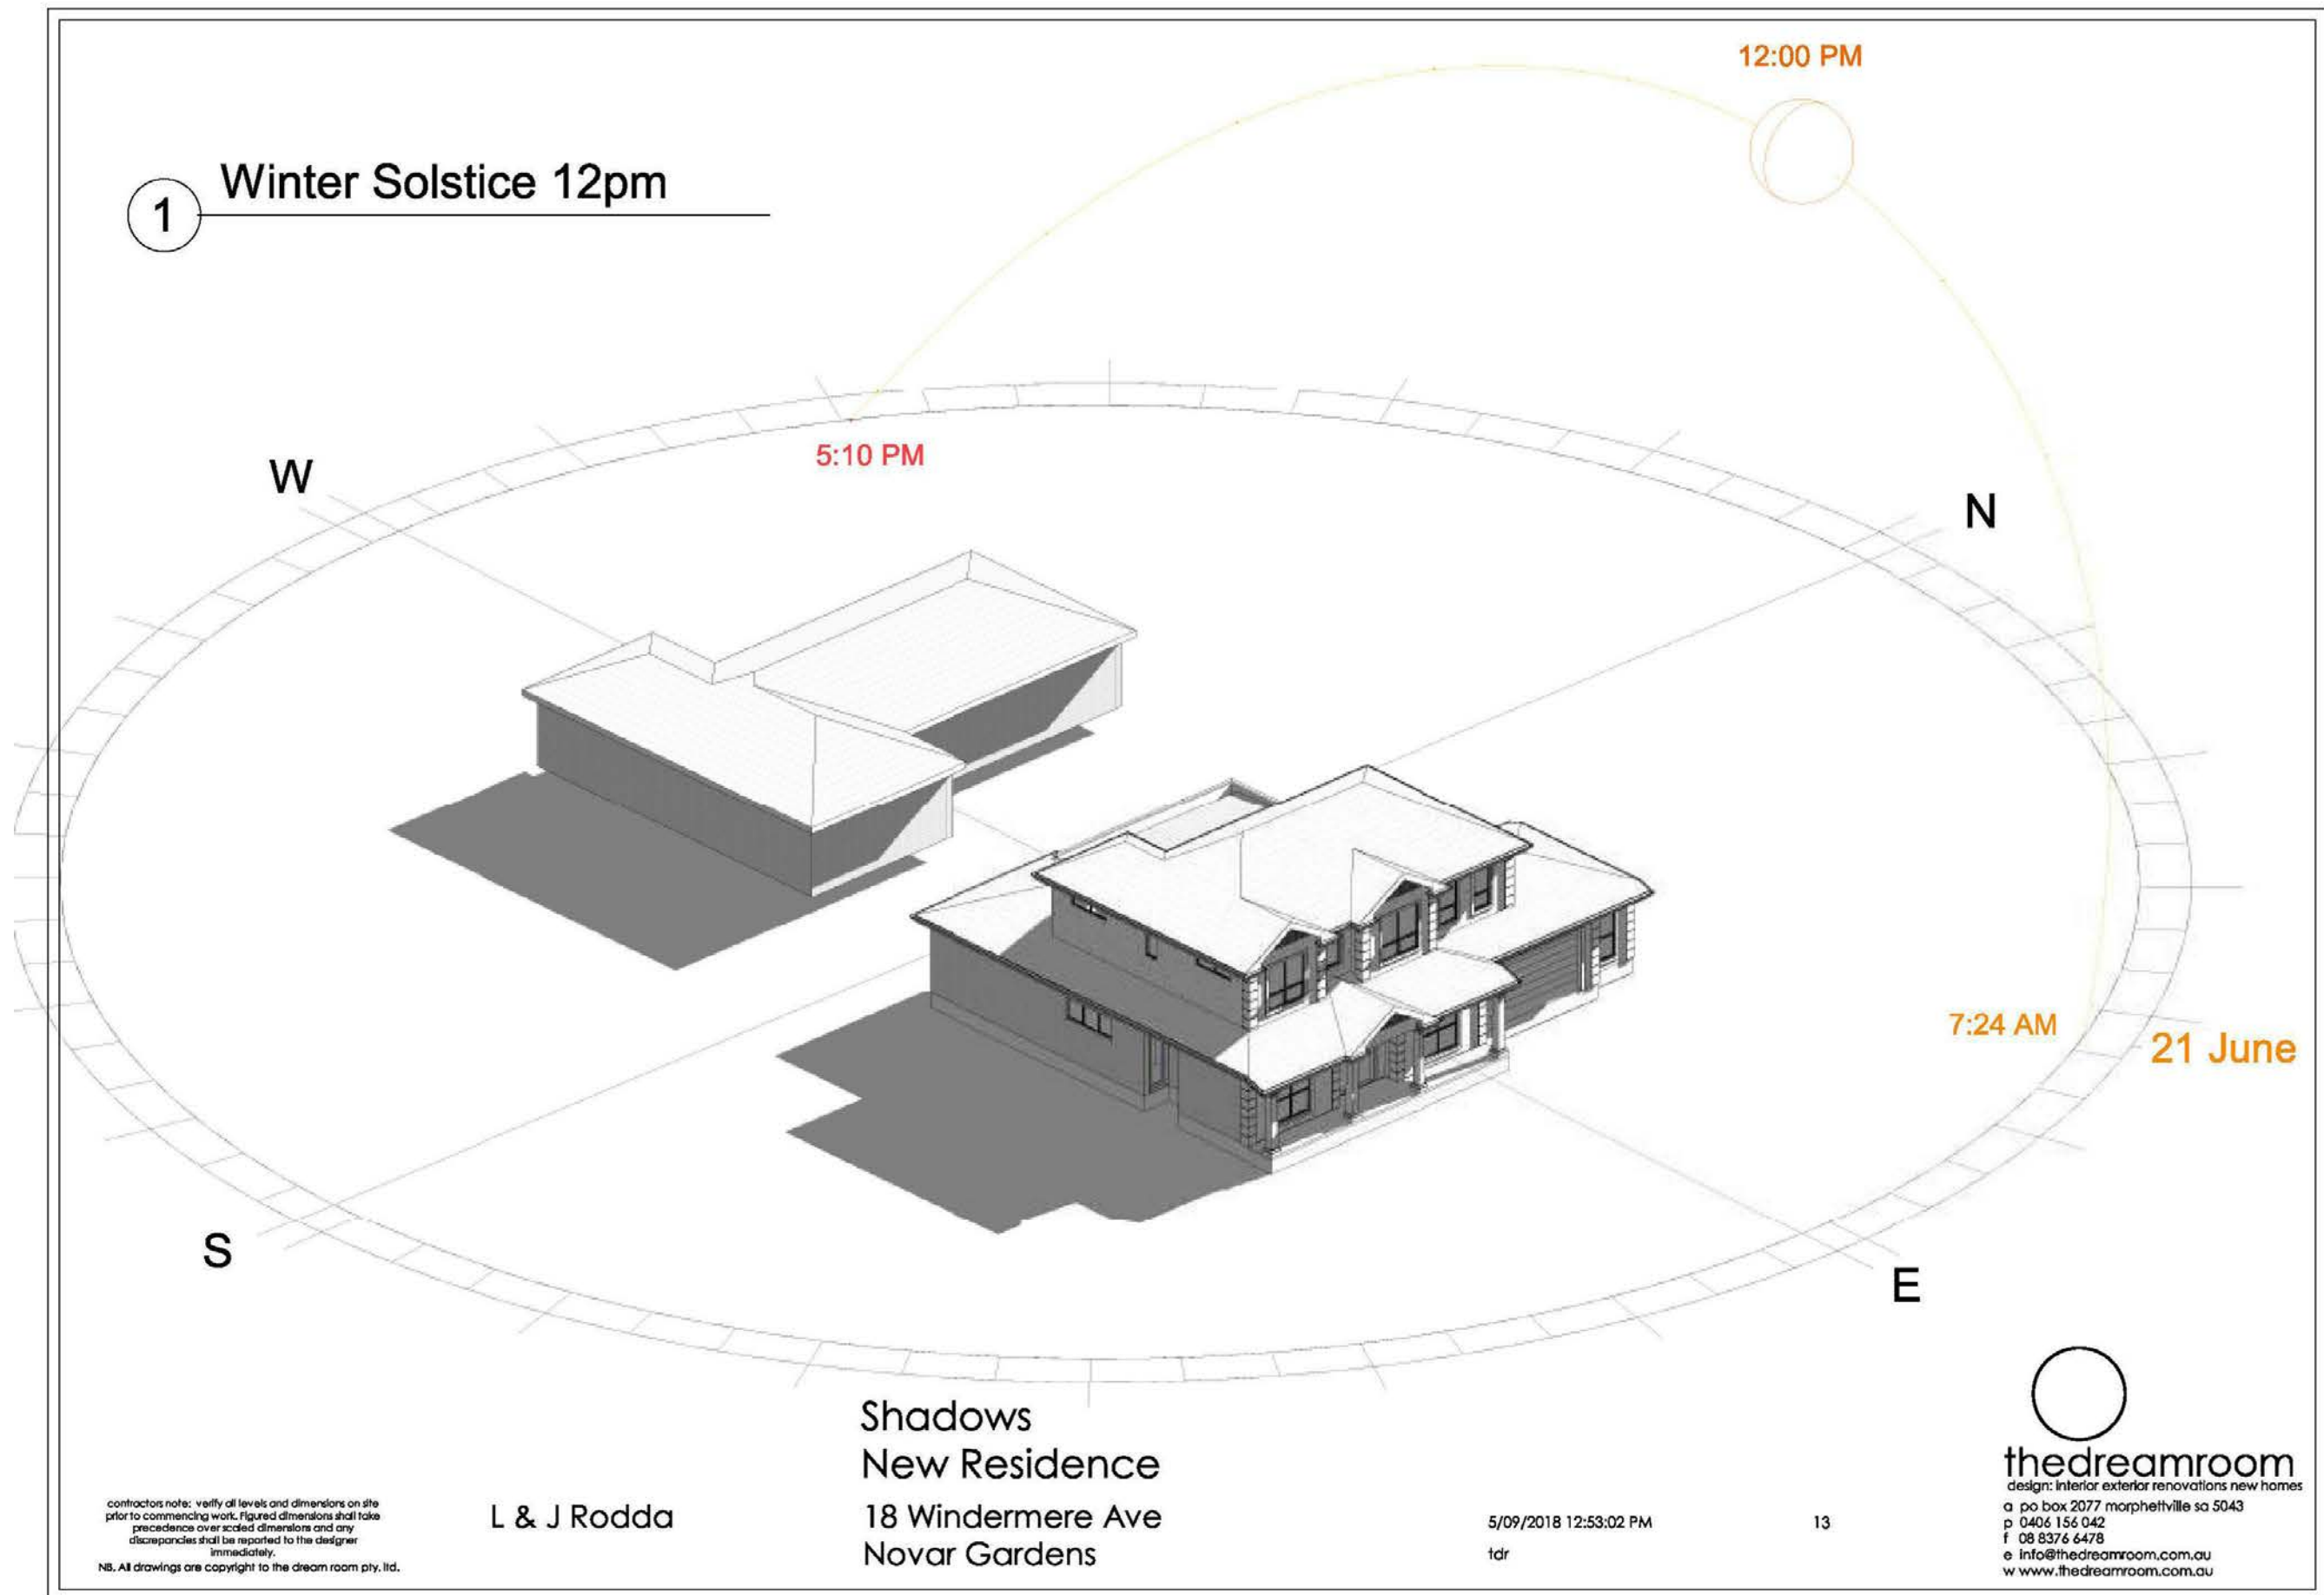 12:00 PM
1
Winter Solstice 12pm
5:10 PM
W
N
7:24 AM
21 June
S
E
Shadows
New Residence
18 Windermere Ave
Novar Gardens
contractors note: verify all levels and dimensions on site
prior to commencing work. Figured dimensions shall take
precedence over scaled dimensions and any
discrepancies shall be reported to the designer
immediately.
NB. All drawings are copyright to the dream room pty. ltd.
L & J Rodda
5/09/2018 12:53:02 PM
tdr
13
thedreamroom
design: interior exterior renovations new homes
a po box 2077 morphettville sa 5043
p 0406 156 042
f 08 8376 6478
e info@thedreamroom.com.au
w www.thedreamroom.com.au